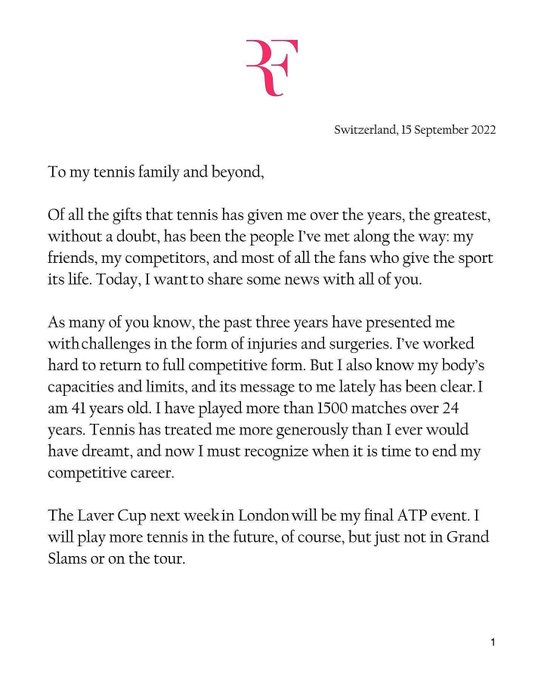 RF
Switzerland, 15 September 2022
To my tennis family and beyond,
Of all the gifts that tennis has given me over the years, the greatest,
without a doubt, has been the people I've met along the way: my
friends, my competitors, and most of all the fans who give the sport
its life. Today, I want to share some news with all of you.
As many of you know, the past three years have presented me
with challenges in the form of injuries and surgeries. I've worked
hard to return to full competitive form. But I also know my body's
capacities and limits, and its message to me lately has been clear. I
am 41 years old. I have played more than 1500 matches over 24
years. Tennis has treated me more generously than I ever would
have dreamt, and now I must recognize when it is time to end my
competitive career.
The Laver Cup next week in London will be my final ATP event. I
will play more tennis in the future, of course, but just not in Grand
Slams or on the tour.
1